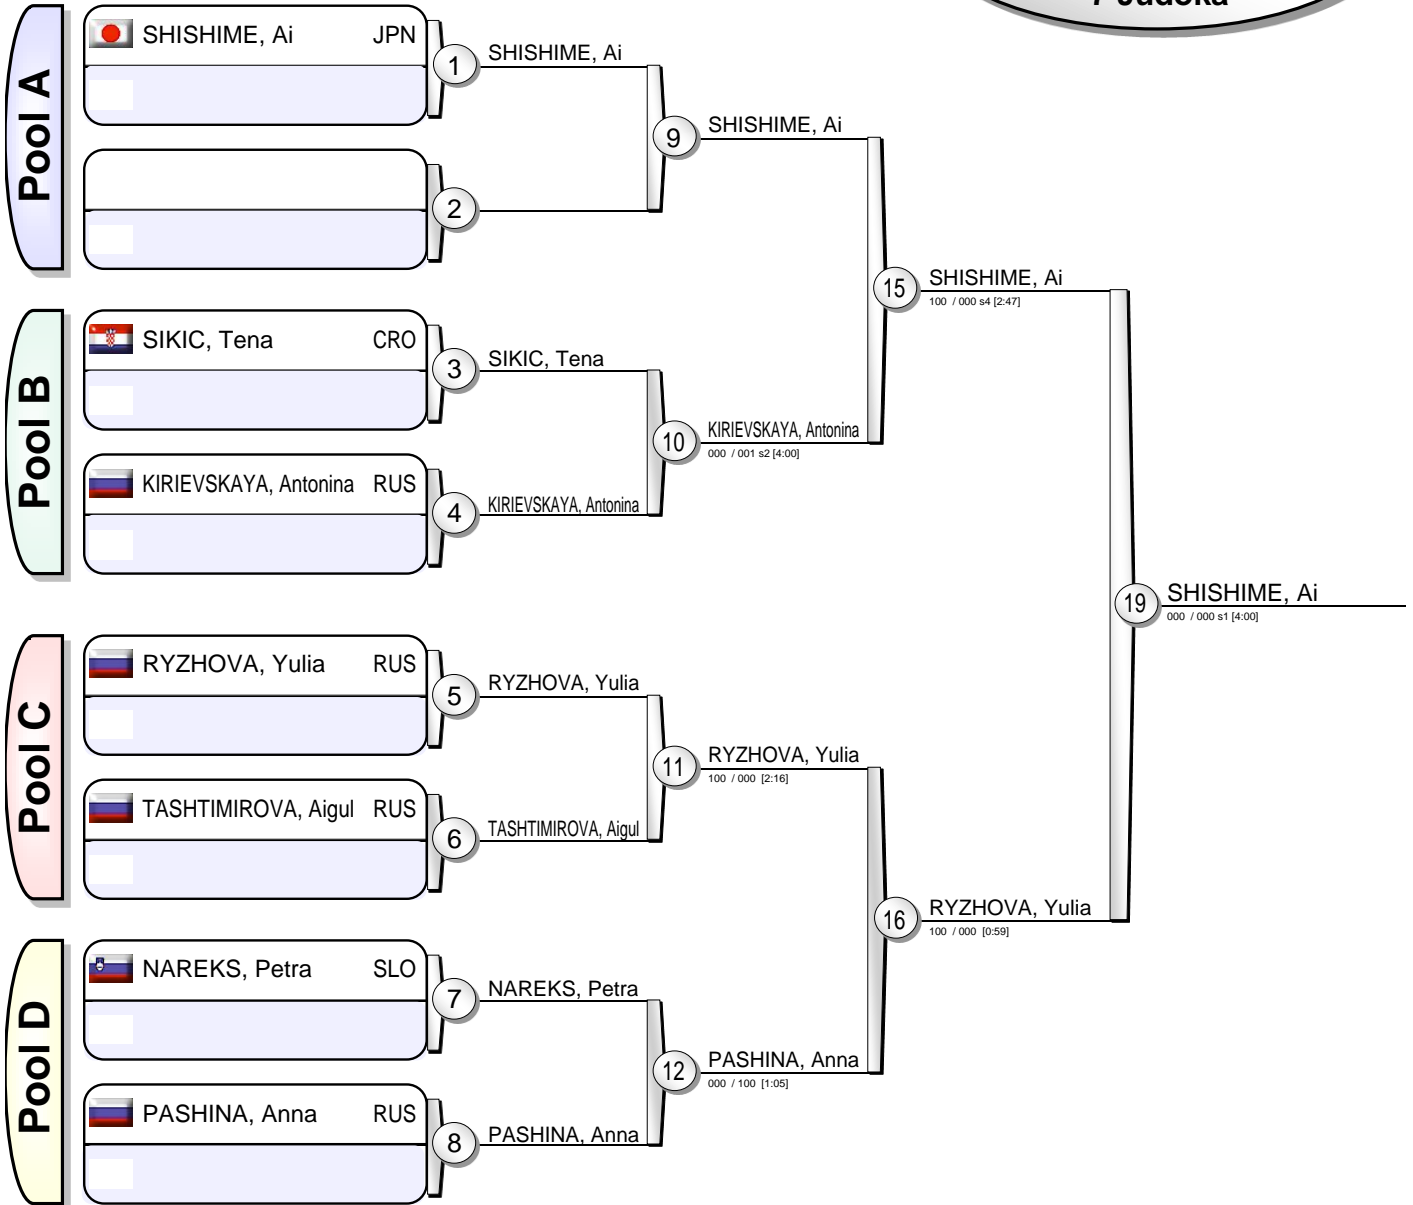 7 Judoka
Pool A
SHISHIME, Ai JPN
1
SHISHIME, Ai
2
9
SHISHIME, Ai
Pool B
SIKIC, Tena CRO
3
SIKIC, Tena
KIRIEVSKAYA, Antonina RUS
4
KIRIEVSKAYA, Antonina
10
KIRIEVSKAYA, Antonina
000 / 001 s2 [4:00]
15
SHISHIME, Ai
100 / 000 s4 [2:47]
Pool C
RYZHOVA, Yulia RUS
5
RYZHOVA, Yulia
TASHTIMIROVA, Aigul RUS
6
TASHTIMIROVA, Aigul
11
RYZHOVA, Yulia
100 / 000 [2:16]
Pool D
NAREKS, Petra SLO
7
NAREKS, Petra
PASHINA, Anna RUS
8
PASHINA, Anna
12
PASHINA, Anna
000 / 100 [1:05]
16
RYZHOVA, Yulia
100 / 000 [0:59]
19
SHISHIME, Ai
000 / 000 s1 [4:00]